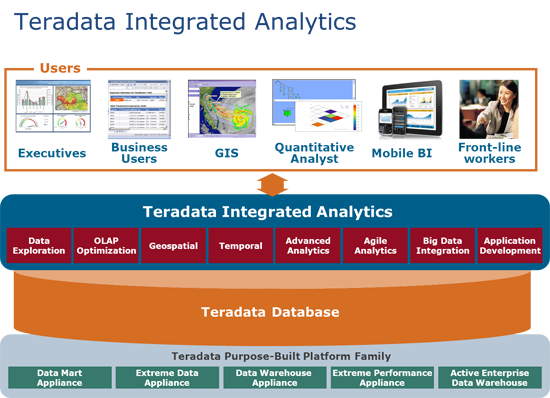 Teradata Integrated Analytics
Users
Executives
Business
Users
GIS
Quantitative
Analyst
Mobile BI
Front-line
workers
Teradata Integrated Analytics
Data
Exploration
OLAP
Optimization
Geospatial
Temporal
Advanced
Analytics
Agile
Analytics
Big Data
Integration
Application
Development
Teradata Database
Teradata Purpose-Built Platform Family
Data Mart
Appliance
Extreme Data
Appliance
Data Warehouse
Appliance
Extreme Performance
Appliance
Active Enterprise
Data Warehouse